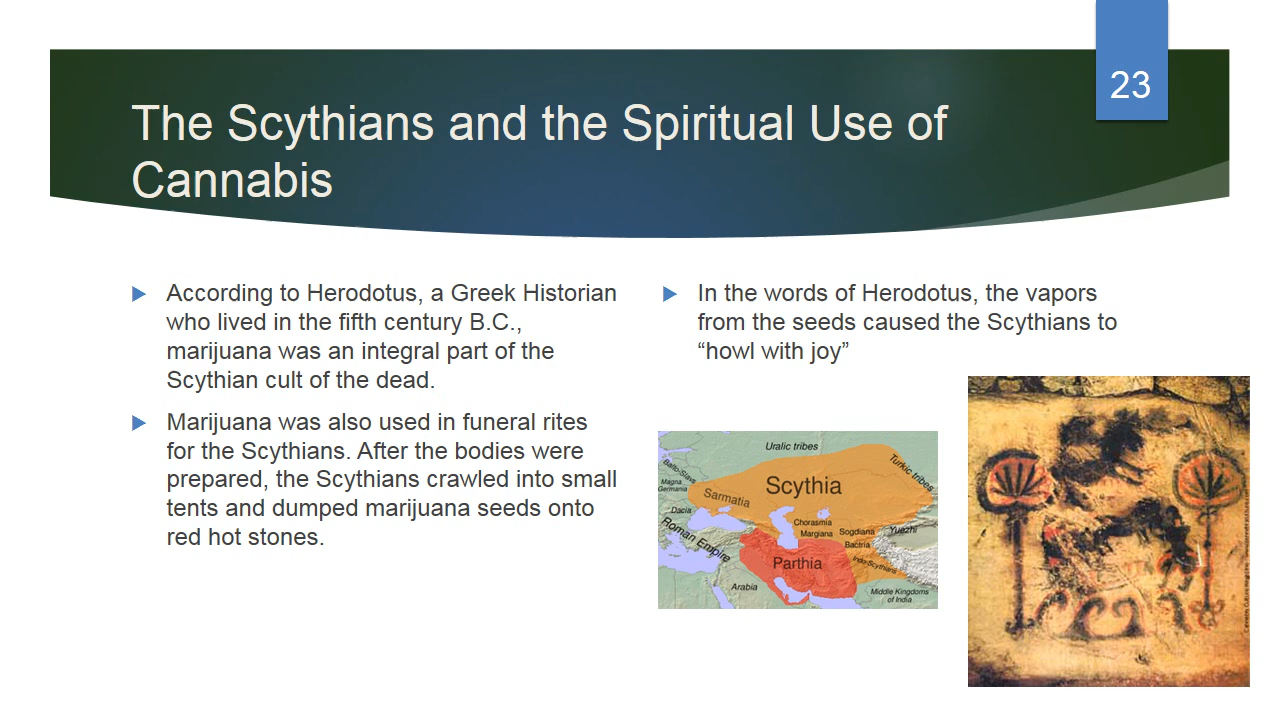 23
The Scythians and the Spiritual Use of
Cannabis
According to Herodotus, a Greek Historian
who lived in the fifth century B.C.,
marijuana was an integral part of the
Scythian cult of the dead.
Marijuana was also used in funeral rites
for the Scythians. After the bodies were
prepared, the Scythians crawled into small
tents and dumped marijuana seeds onto
red hot stones.
In the words of Herodotus, the vapors
from the seeds caused the Scythians to
“howl with joy”
Uralic tribes
Turkic tribes
Balto-Slavs
Magna
Germania
Scythia
Sarmatia
Dacia
Roman Empire
Chorasmia
Margiana
Sogdiana
Yuezhi
Bactria
Parthia
Indo-Scythians
Arabia
Middle Kingdoms
of India